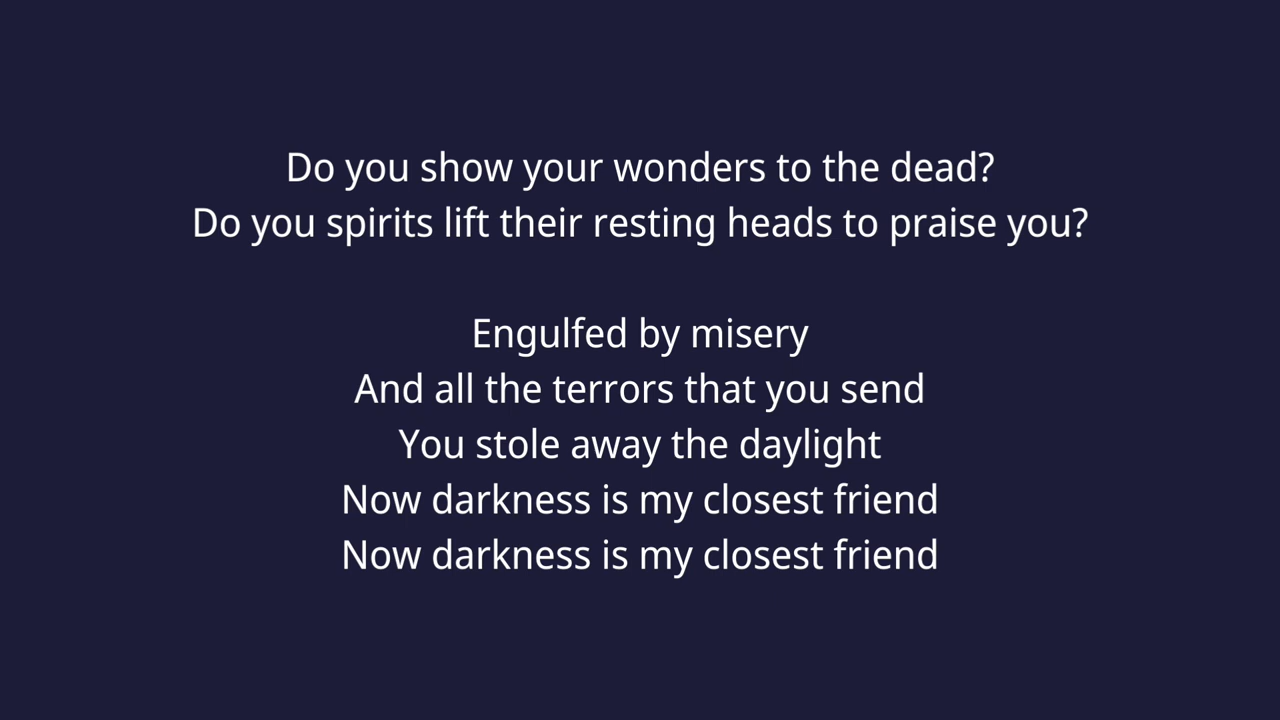 Do you show your wonders to the dead?
Do you spirits lift their resting heads to praise you?
Engulfed by misery
And all the terrors that you send
You stole away the daylight
Now darkness is my closest friend
Now darkness is my closest friend